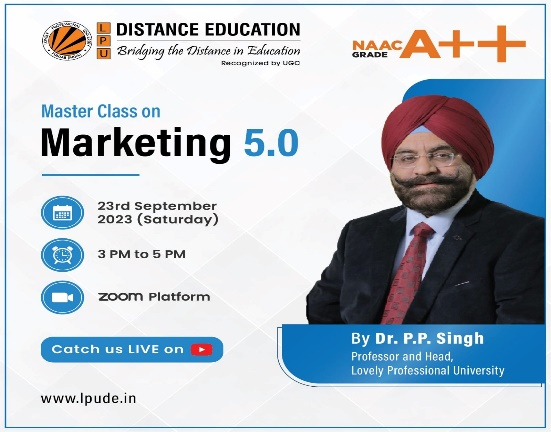 LPU DISTANCE EDUCATION
Bridging the Distance in Education
Recognized by UGC
NAAC GRADE A++
Master Class on
Marketing 5.0
23rd September
2023 (Saturday)
3 PM to 5 PM
zoom Platform
Catch us LIVE on
By Dr. P.P. Singh
Professor and Head,
Lovely Professional University
www.lpude.in